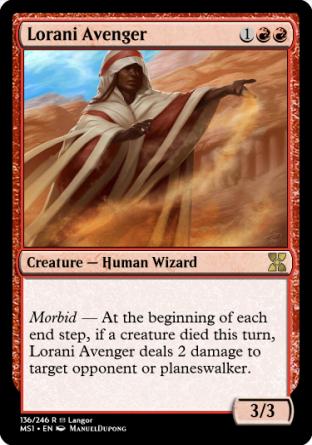 Lorani Avenger 1
Creature — Human Wizard
Morbid — At the beginning of each
end step, if a creature died this turn,
Lorani Avenger deals 2 damage to
target opponent or planeswalker.
3/3
136/246 R Langor
MS1 • EN ManuelDupong